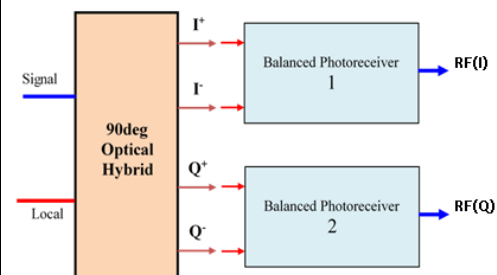 Signal
Local
90deg
Optical
Hybrid
I+
I-
Q+
Q-
Balanced Photoreceiver
1
RF(I)
Balanced Photoreceiver
2
RF(Q)